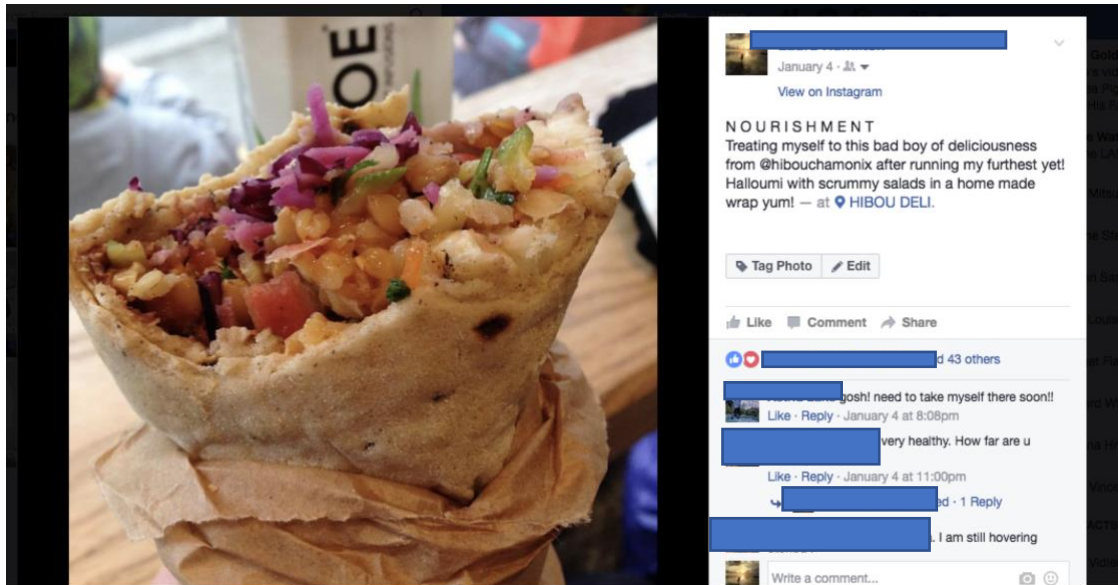 OE
INFUSIONS
January 4 ·
View on Instagram
N O U R I S H M E N T
Treating myself to this bad boy of deliciousness
from @hibouchamonix after running my furthest yet!
Halloumi with scrummy salads in a home made
wrap yum! — at HIBOU DELI.
Tag Photo Edit
Like Comment Share
43 others
gosh! need to take myself there soon!!
Like · Reply · January 4 at 8:08pm
very healthy. How far are u
Like · Reply · January 4 at 11:00pm
· 1 Reply
I am still hovering
Write a comment...